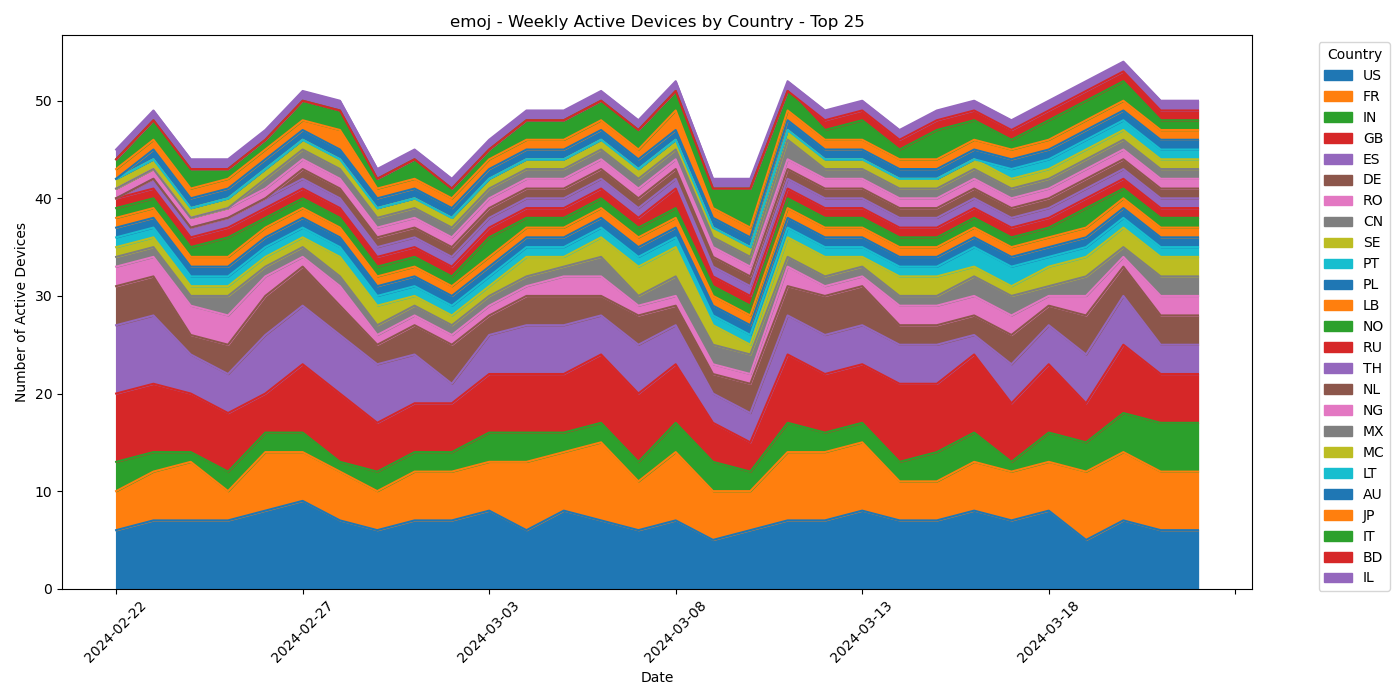 emoj - Weekly Active Devices by Country - Top 25
Number of Active Devices
50
40
30
20
10
0
2024-02-22
2024-02-27
2024-03-03
2024-03-08
2024-03-13
2024-03-18
Date
Country
US
FR
IN
GB
ES
DE
RO
CN
SE
PT
PL
LB
NO
RU
TH
NL
NG
MX
MC
LT
AU
JP
IT
BD
IL